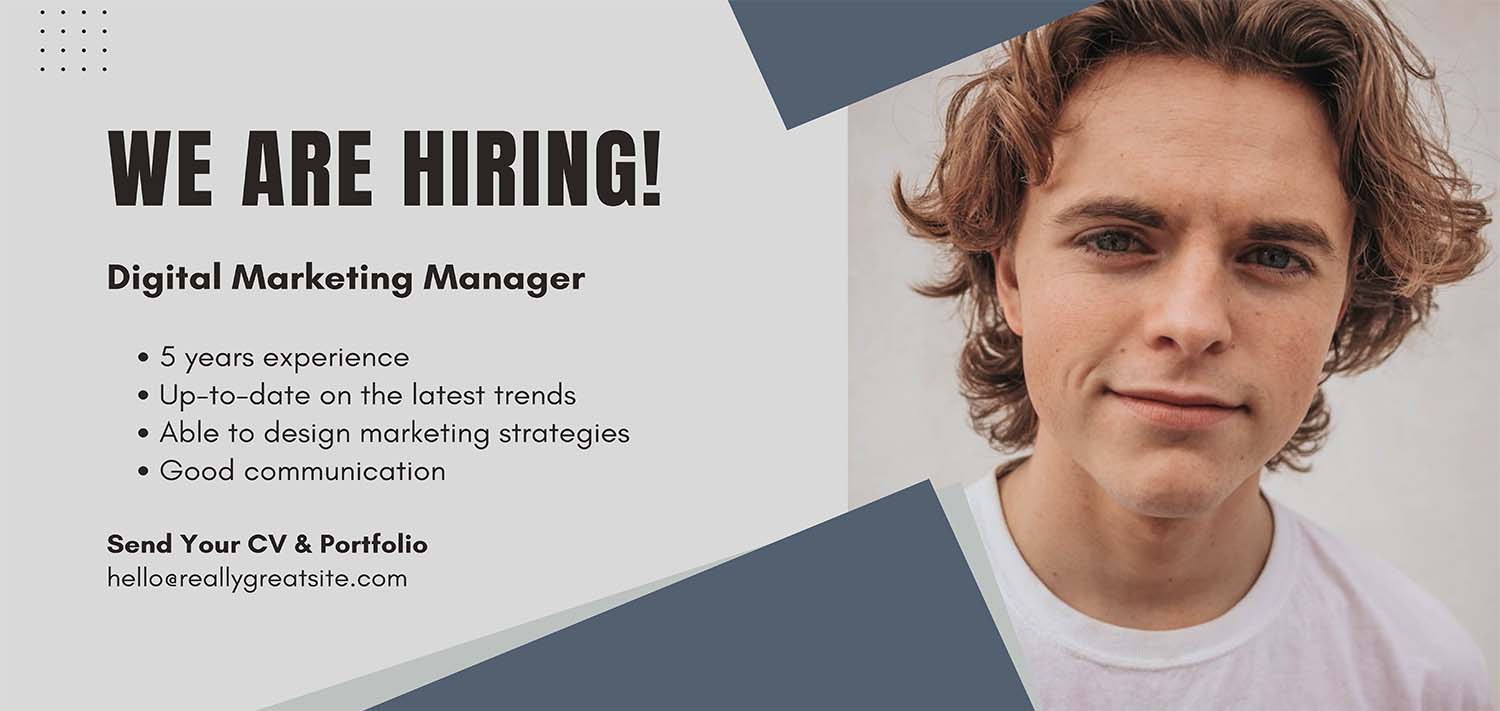 WE ARE HIRING!
Digital Marketing Manager
• 5 years experience
• Up-to-date on the latest trends
• Able to design marketing strategies
• Good communication
Send Your CV & Portfolio
hello@reallygreatsite.com